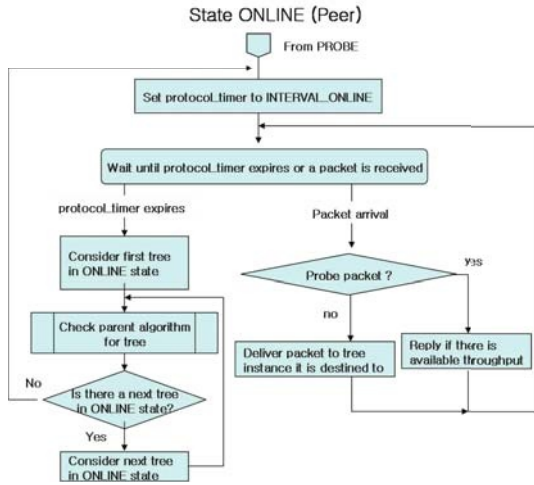 State ONLINE (Peer)
From PROBE
Set protocol_timer to INTERVAL_ONLINE
Wait until protocol_timer expires or a packet is received
protocol_timer expires
Packet arrival
Consider first tree
in ONLINE state
Probe packet ?
yes
no
Check parent algorithm
for tree
Deliver packet to tree
instance it is destined to
Reply if there is
available throughput
No
Is there a next tree
in ONLINE state?
Yes
Consider next tree
in ONLINE state